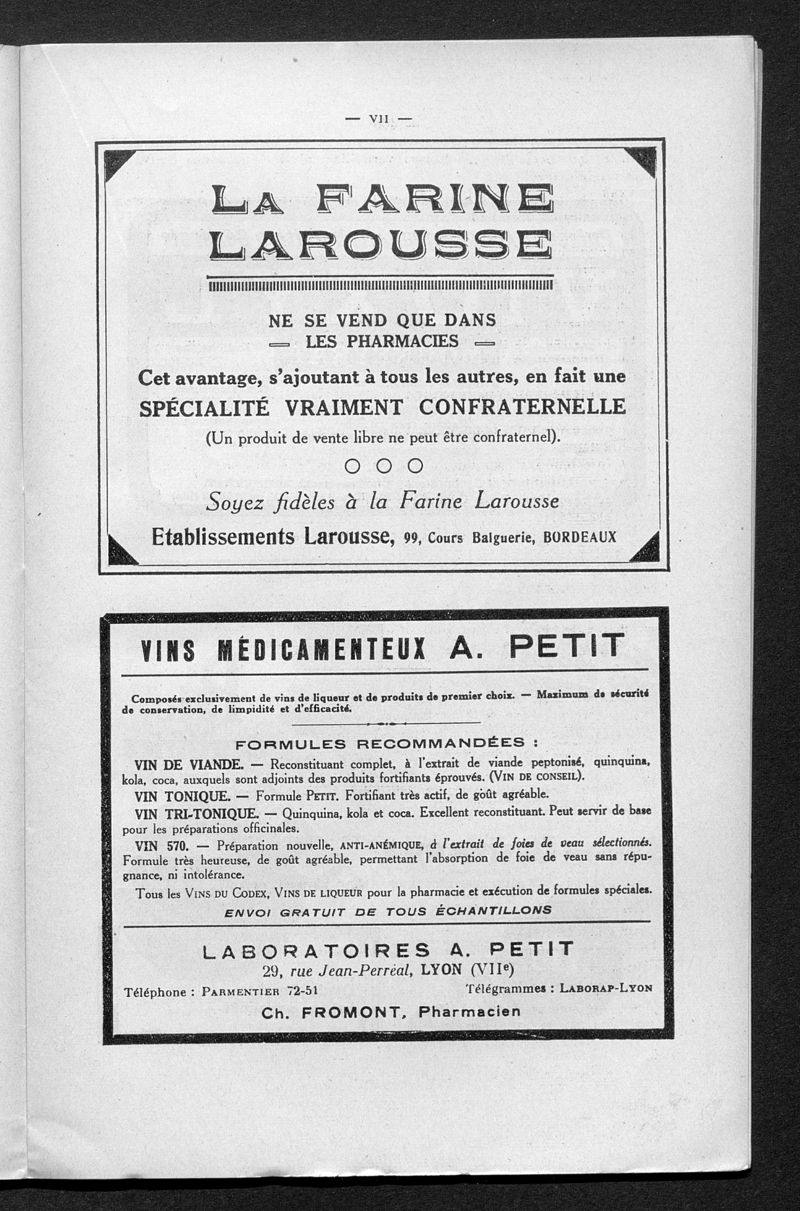 — VII —
LA FARINE
LAROUSSE
NE SE VEND QUE DANS
LES PHARMACIES
Cet avantage, s'ajoutant à tous les autres, en fait une
SPÉCIALITÉ VRAIMENT CONFRATERNELLE
(Un produit de vente libre ne peut être confraternel).
Soyez fidèles à la Farine Larousse
Etablissements Larousse, 99, Cours Balguerie, BORDEAUX
VINS MÉDICAMENTEUX A. PETIT
Composés exclusivement de vins de liqueur et de produits de premier choix. — Maximum de sécurité
de conservation, de limpidité et d'efficacité.
FORMULES RECOMMANDÉES :
VIN DE VIANDE. — Reconstituant complet, à l'extrait de viande peptonisé, quinquina,
kola, coca, auxquels sont adjoints des produits fortifiants éprouvés. (VIN DE CONSEIL).
VIN TONIQUE. — Formule PETIT. Fortifiant très actif, de goût agréable.
VIN TRI-TONIQUE. — Quinquina, kola et coca. Excellent reconstituant. Peut servir de base
pour les préparations officinales.
VIN 570. — Préparation nouvelle, ANTI-ANÉMIQUE, à l'extrait de foies de veau sélectionnés.
Formule très heureuse, de goût agréable, permettant l'absorption de foie de veau sans répu-
gnance, ni intolérance.
Tous les VINS DU CODEX, VINS DE LIQUEUR pour la pharmacie et exécution de formules spéciales.
ENVOI GRATUIT DE TOUS ÉCHANTILLONS
LABORATOIRES A. PETIT
29, rue Jean-Perréal, LYON (VIIe)
Téléphone : PARMENTIER 72-51 Télégrammes : LABORAP-LYON
Ch. FROMONT, Pharmacien